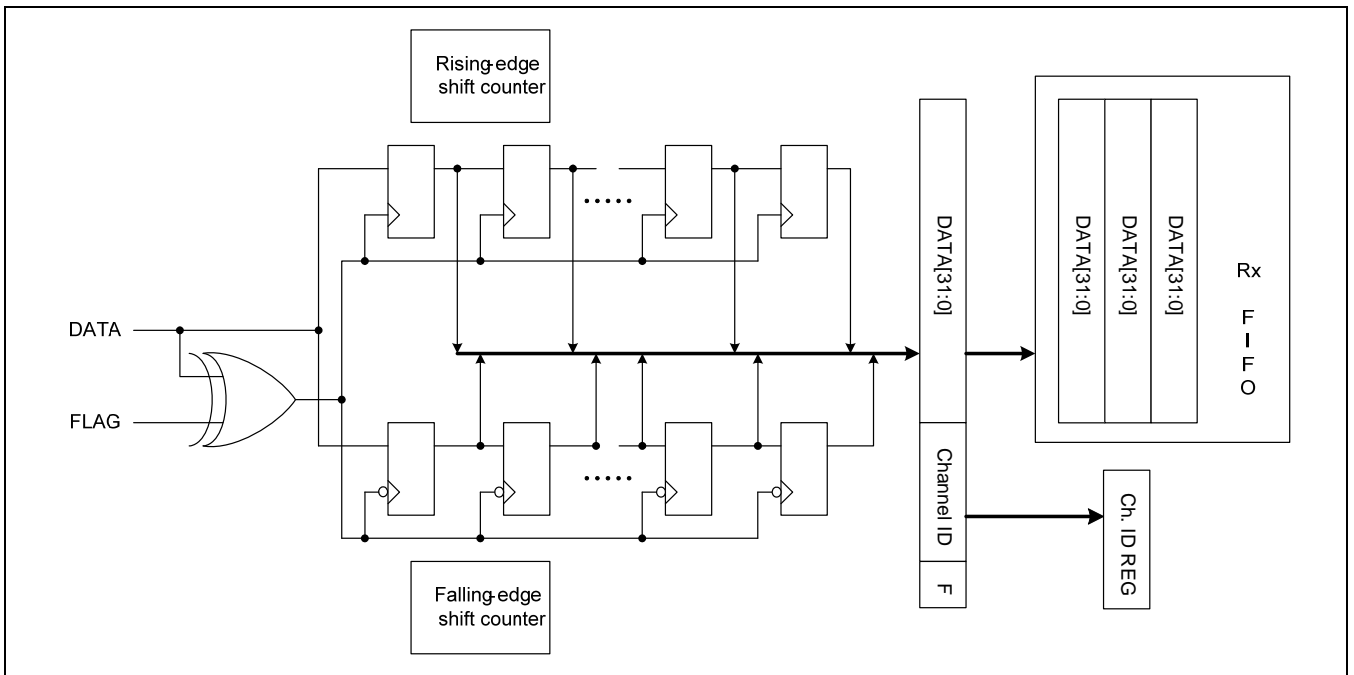 Rising-edge
shift counter
DATA
FLAG
Falling-edge
shift counter
DATA[31:0]
Channel ID
F
DATA[31:0]
DATA[31:0]
DATA[31:0]
Rx
F
I
F
O
Ch. ID REG